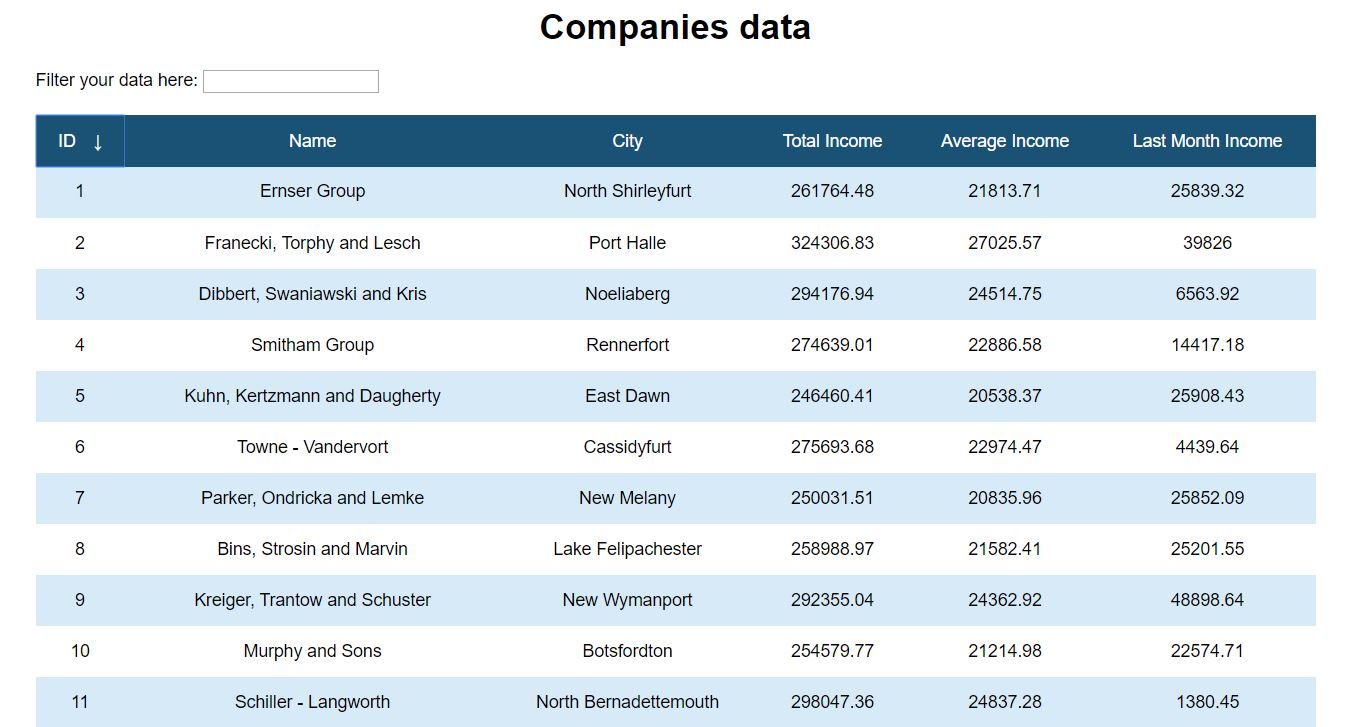 Companies data
Filter your data here:
ID ↓ Name City Total Income Average Income Last Month Income
1 Ernser Group North Shirleyfurt 261764.48 21813.71 25839.32
2 Franecki, Torphy and Lesch Port Halle 324306.83 27025.57 39826
3 Dibbert, Swaniawski and Kris Noeliaberg 294176.94 24514.75 6563.92
4 Smitham Group Rennerfort 274639.01 22886.58 14417.18
5 Kuhn, Kertzmann and Daugherty East Dawn 246460.41 20538.37 25908.43
6 Towne - Vandervort Cassidyfurt 275693.68 22974.47 4439.64
7 Parker, Ondricka and Lemke New Melany 250031.51 20835.96 25852.09
8 Bins, Strosin and Marvin Lake Felipachester 258988.97 21582.41 25201.55
9 Kreiger, Trantow and Schuster New Wymanport 292355.04 24362.92 48898.64
10 Murphy and Sons Botsfordton 254579.77 21214.98 22574.71
11 Schiller - Langworth North Bernadettemouth 298047.36 24837.28 1380.45